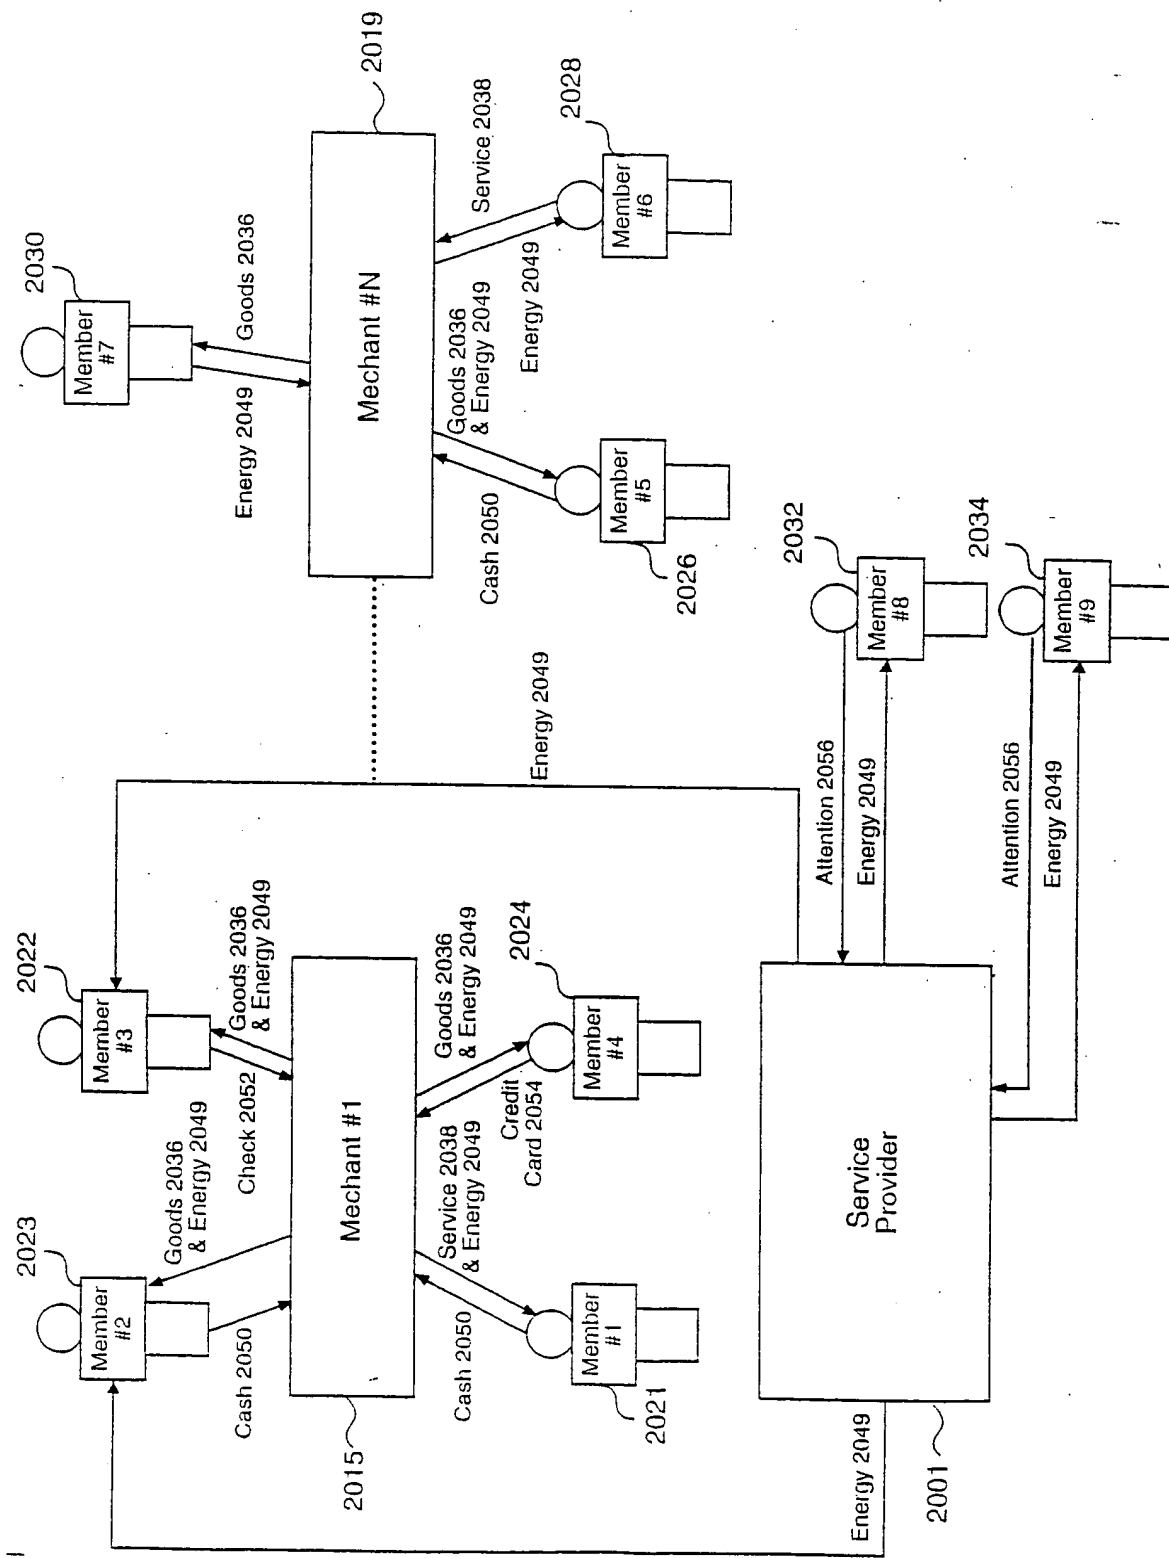 2023
Member
#2
Cash 2050
Goods 2036
& Energy 2049
2022
Member
#3
Check 2052
Goods 2036
& Energy 2049
2015
Mechant #1
Cash 2050
Service 2038
& Energy 2049
Credit
Card 2054
Goods 2036
& Energy 2049
Member
#1
2021
Member
#4
2024
2030
Member
#7
Energy 2049
Goods 2036
Mechant #N
2019
Cash 2050
Goods 2036
& Energy 2049
Energy 2049
Service 2038
Member
#5
2026
Member
#6
2028
Energy 2049
Energy 2049
2001
Service
Provider
Attention 2056
Energy 2049
Member
#8
2032
Attention 2056
Energy 2049
Member
#9
2034